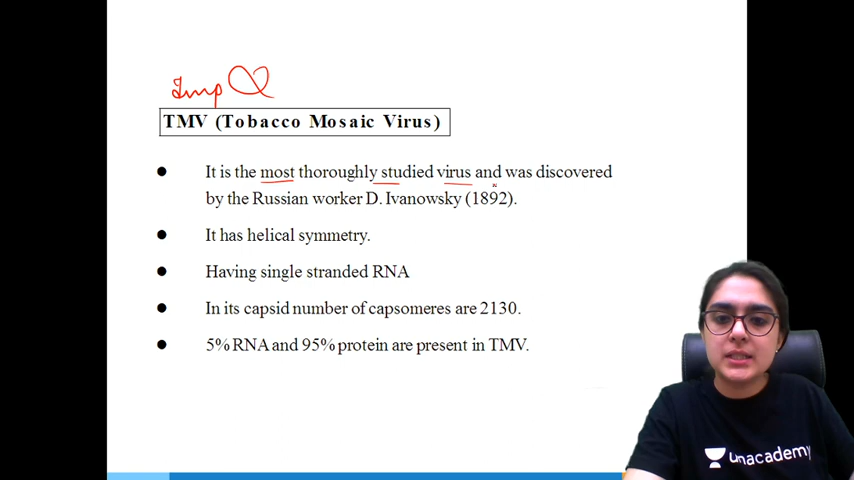 Imp Q
TMV (Tobacco Mosaic Virus)
● It is the most thoroughly studied virus and was discovered
by the Russian worker D. Ivanowsky (1892).
● It has helical symmetry.
● Having single stranded RNA
● In its capsid number of capsomeres are 2130.
● 5% RNA and 95% protein are present in TMV.
unacademy